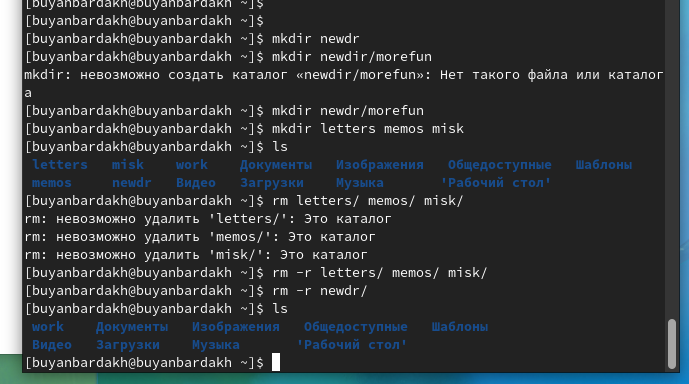 [buyanbardakh@buyanbardakh ~]$
[buyanbardakh@buyanbardakh ~]$
[buyanbardakh@buyanbardakh ~]$ mkdir newdr
[buyanbardakh@buyanbardakh ~]$ mkdir newdir/morefun
mkdir: невозможно создать каталог «newdir/morefun»: Нет такого файла или каталог
а
[buyanbardakh@buyanbardakh ~]$ mkdir newdr/morefun
[buyanbardakh@buyanbardakh ~]$ mkdir letters memos misk
[buyanbardakh@buyanbardakh ~]$ ls
letters misk work Документы Изображения Общедоступные Шаблоны
memos newdr Видео Загрузки Музыка 'Рабочий стол'
[buyanbardakh@buyanbardakh ~]$ rm letters/ memos/ misk/
rm: невозможно удалить 'letters/': Это каталог
rm: невозможно удалить 'memos/': Это каталог
rm: невозможно удалить 'misk/': Это каталог
[buyanbardakh@buyanbardakh ~]$ rm -r letters/ memos/ misk/
[buyanbardakh@buyanbardakh ~]$ rm -r newdr/
[buyanbardakh@buyanbardakh ~]$ ls
work Документы Изображения Общедоступные Шаблоны
Видео Загрузки Музыка 'Рабочий стол'
[buyanbardakh@buyanbardakh ~]$